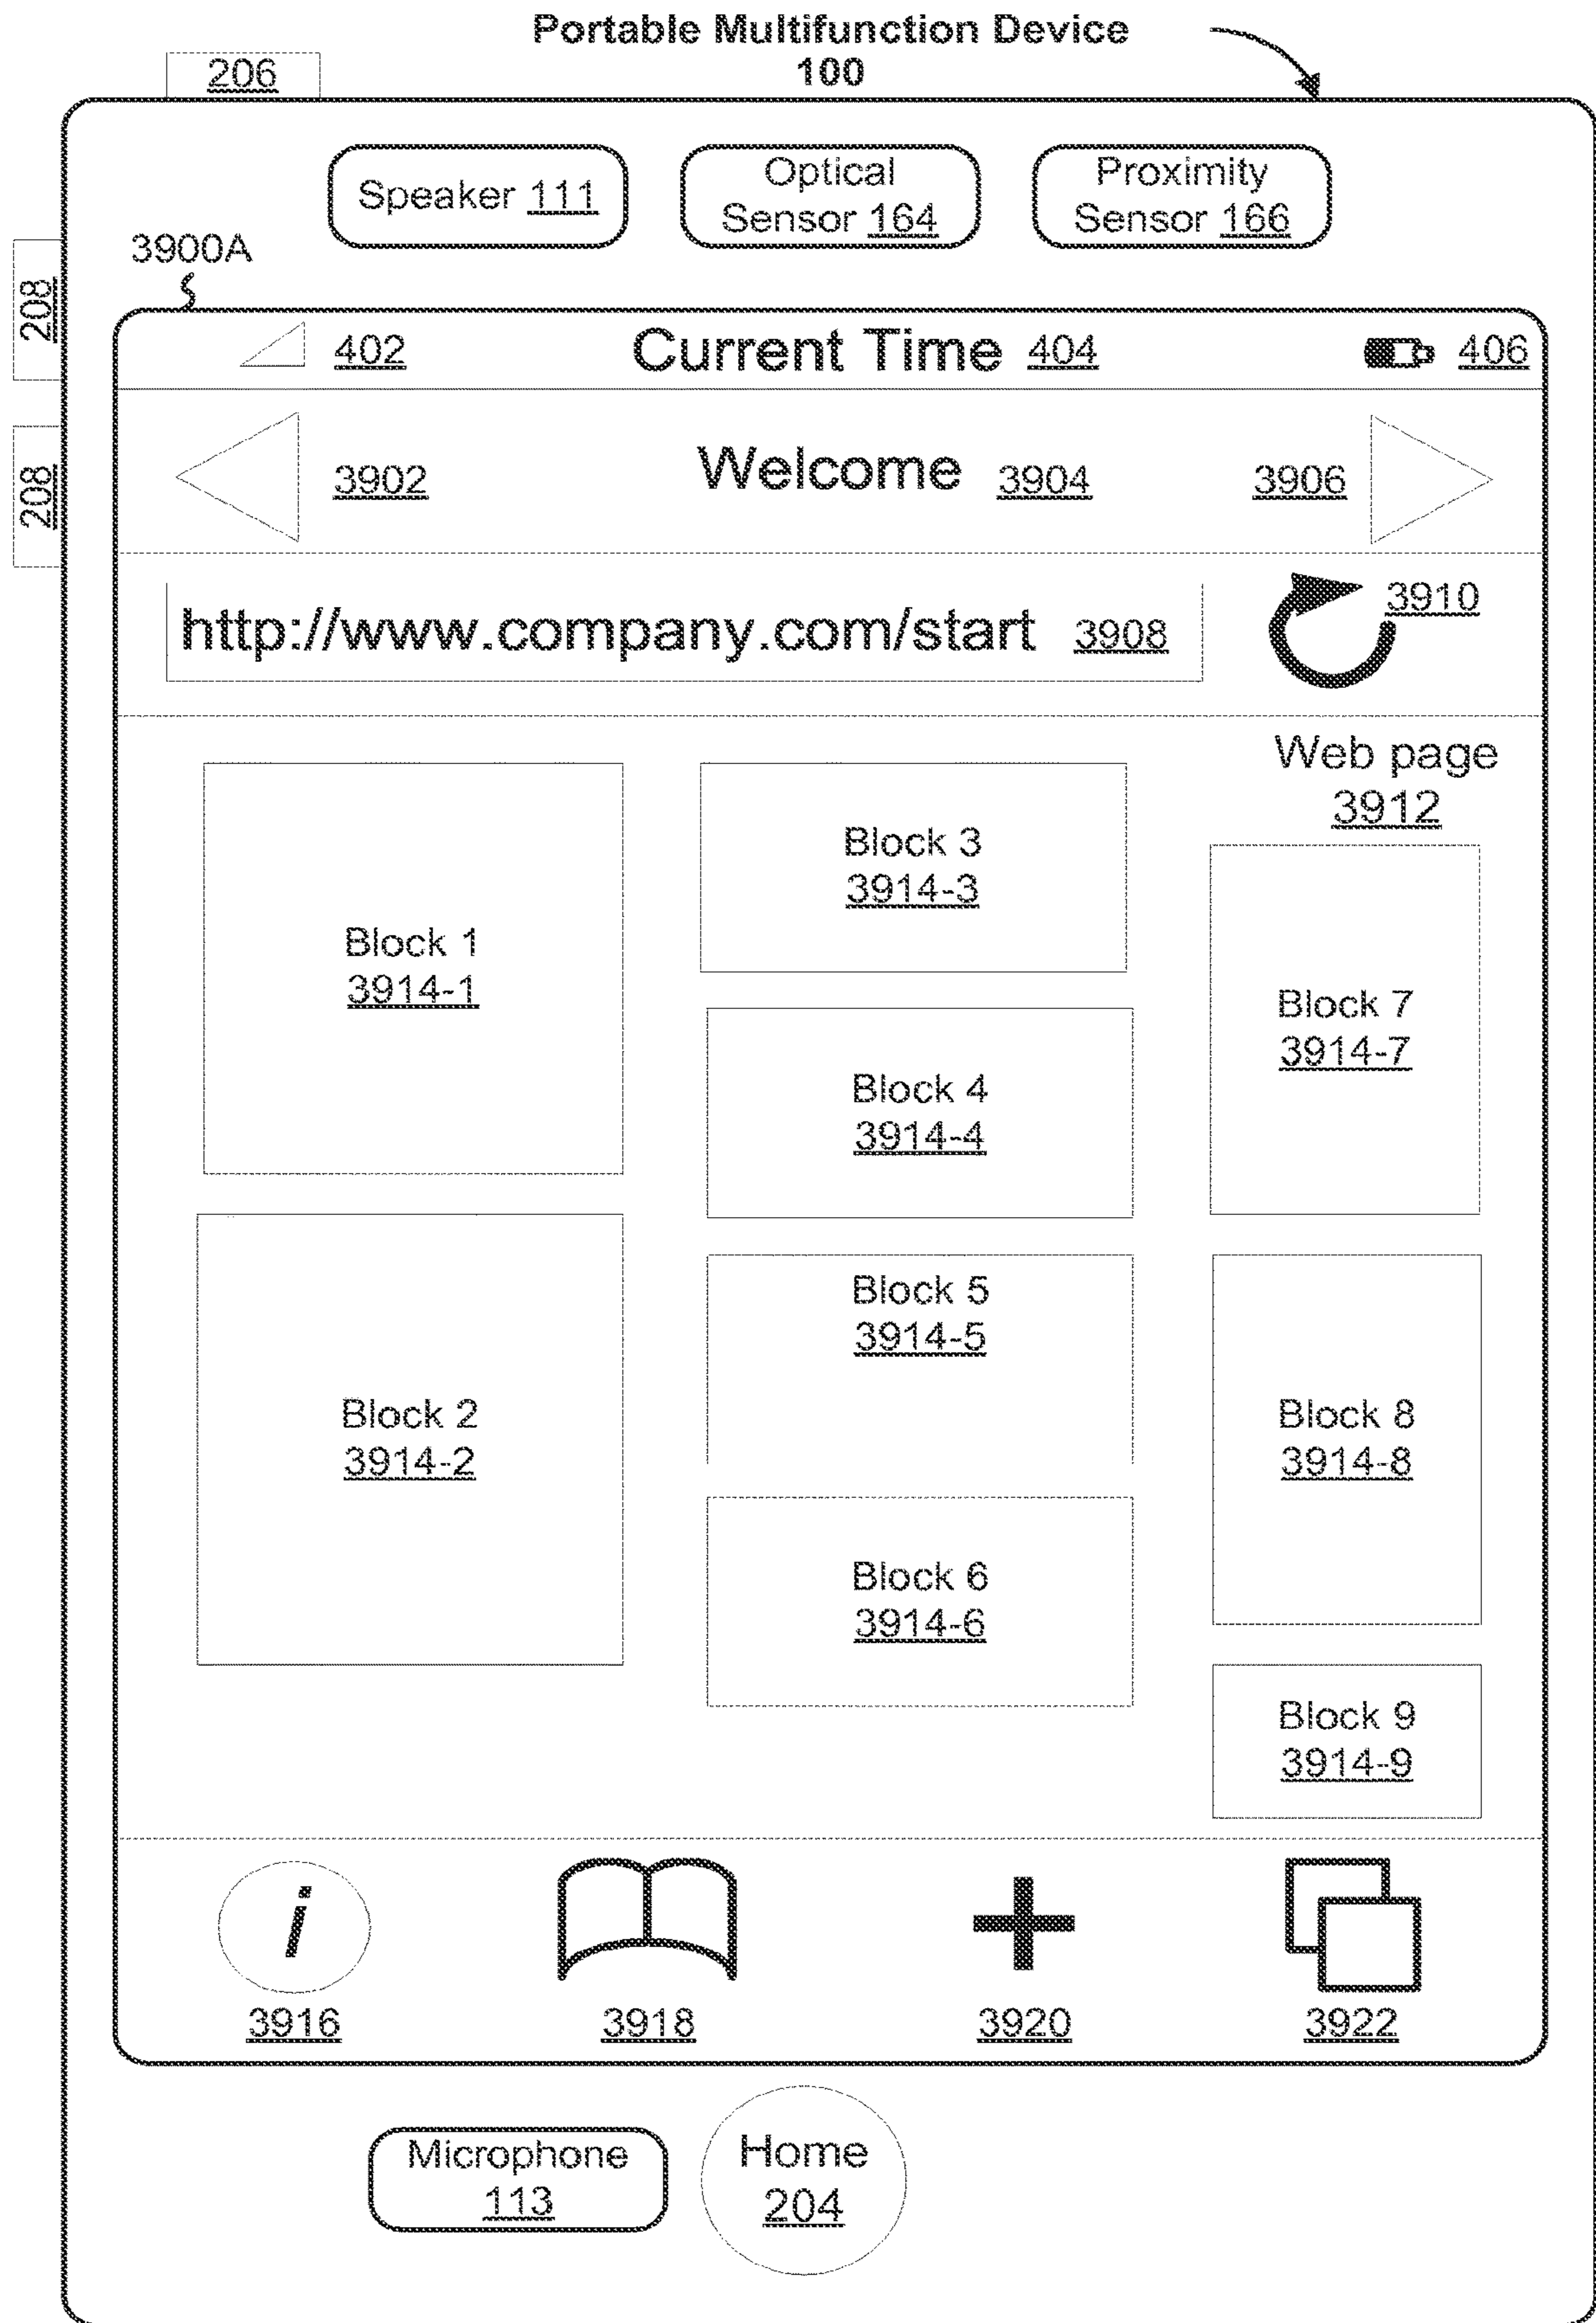 Portable Multifunction Device
100
206
Speaker 111
Optical
Sensor 164
Proximity
Sensor 166
3900A
208
208
402
Current Time 404
406
3902
Welcome 3904
3906
http://www.company.com/start 3908
3910
Web page
3912
Block 1
3914-1
Block 2
3914-2
Block 3
3914-3
Block 4
3914-4
Block 5
3914-5
Block 6
3914-6
Block 7
3914-7
Block 8
3914-8
Block 9
3914-9
i
3916
3918
3920
3922
Microphone
113
Home
204